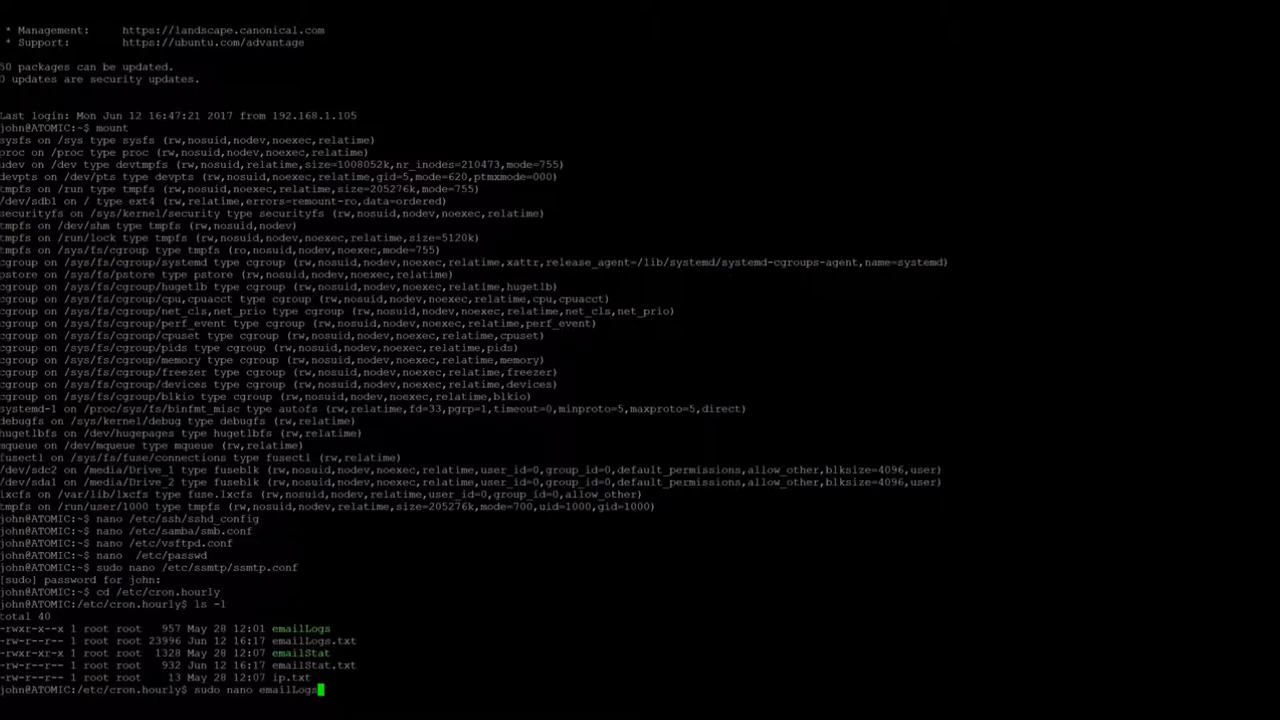 * Management: https://landscape.canonical.com
* Support: https://ubuntu.com/advantage
50 packages can be updated.
0 updates are security updates.
Last login: Mon Jun 12 16:47:21 2017 from 192.168.1.105
john@ATOMIC:~$ mount
sysfs on /sys type sysfs (rw,nosuid,nodev,noexec,relatime)
proc on /proc type proc (rw,nosuid,nodev,noexec,relatime)
udev on /dev type devtmpfs (rw,nosuid,relatime,size=1008052k,nr_inodes=210473,mode=755)
devpts on /dev/pts type devpts (rw,nosuid,noexec,relatime,gid=5,mode=620,ptmxmode=000)
tmpfs on /run type tmpfs (rw,nosuid,noexec,relatime,size=205276k,mode=755)
/dev/sdb1 on / type ext4 (rw,relatime,errors=remount-ro,data=ordered)
securityfs on /sys/kernel/security type securityfs (rw,nosuid,nodev,noexec,relatime)
tmpfs on /dev/shm type tmpfs (rw,nosuid,nodev)
tmpfs on /run/lock type tmpfs (rw,nosuid,nodev,noexec,relatime,size=5120k)
tmpfs on /sys/fs/cgroup type tmpfs (ro,nosuid,nodev,noexec,mode=755)
cgroup on /sys/fs/cgroup/systemd type cgroup (rw,nosuid,nodev,noexec,relatime,xattr,release_agent=/lib/systemd/systemd-cgroups-agent,name=systemd)
pstore on /sys/fs/pstore type pstore (rw,nosuid,nodev,noexec,relatime)
cgroup on /sys/fs/cgroup/hugetlb type cgroup (rw,nosuid,nodev,noexec,relatime,hugetlb)
cgroup on /sys/fs/cgroup/cpu,cpuacct type cgroup (rw,nosuid,nodev,noexec,relatime,cpu,cpuacct)
cgroup on /sys/fs/cgroup/net_cls,net_prio type cgroup (rw,nosuid,nodev,noexec,relatime,net_cls,net_prio)
cgroup on /sys/fs/cgroup/perf_event type cgroup (rw,nosuid,nodev,noexec,relatime,perf_event)
cgroup on /sys/fs/cgroup/cpuset type cgroup (rw,nosuid,nodev,noexec,relatime,cpuset)
cgroup on /sys/fs/cgroup/pids type cgroup (rw,nosuid,nodev,noexec,relatime,pids)
cgroup on /sys/fs/cgroup/memory type cgroup (rw,nosuid,nodev,noexec,relatime,memory)
cgroup on /sys/fs/cgroup/freezer type cgroup (rw,nosuid,nodev,noexec,relatime,freezer)
cgroup on /sys/fs/cgroup/devices type cgroup (rw,nosuid,nodev,noexec,relatime,devices)
cgroup on /sys/fs/cgroup/blkio type cgroup (rw,nosuid,nodev,noexec,relatime,blkio)
systemd-1 on /proc/sys/fs/binfmt_misc type autofs (rw,relatime,fd=33,pgrp=1,timeout=0,minproto=5,maxproto=5,direct)
debugfs on /sys/kernel/debug type debugfs (rw,relatime)
hugetlbfs on /dev/hugepages type hugetlbfs (rw,relatime)
mqueue on /dev/mqueue type mqueue (rw,relatime)
fusectl on /sys/fs/fuse/connections type fusectl (rw,relatime)
/dev/sdc2 on /media/Drive_1 type fuseblk (rw,nosuid,nodev,noexec,relatime,user_id=0,group_id=0,default_permissions,allow_other,blksize=4096,user)
/dev/sda1 on /media/Drive_2 type fuseblk (rw,nosuid,nodev,noexec,relatime,user_id=0,group_id=0,default_permissions,allow_other,blksize=4096,user)
lxcfs on /var/lib/lxcfs type fuse.lxcfs (rw,nosuid,nodev,relatime,user_id=0,group_id=0,allow_other)
tmpfs on /run/user/1000 type tmpfs (rw,nosuid,nodev,relatime,size=205276k,mode=700,uid=1000,gid=1000)
john@ATOMIC:~$ nano /etc/ssh/sshd_config
john@ATOMIC:~$ nano /etc/samba/smb.conf
john@ATOMIC:~$ nano /etc/vsftpd.conf
john@ATOMIC:~$ nano  /etc/passwd
john@ATOMIC:~$ sudo nano /etc/ssmtp/ssmtp.conf
[sudo] password for john:
john@ATOMIC:~$ cd /etc/cron.hourly
john@ATOMIC:/etc/cron.hourly$ ls -l
total 40
-rwxr-x--x 1 root root   957 May 28 12:01 emailLogs
-rw-r--r-- 1 root root 23996 Jun 12 16:17 emailLogs.txt
-rwxr-xr-x 1 root root  1328 May 28 12:07 emailStat
-rw-r--r-- 1 root root   932 Jun 12 16:17 emailStat.txt
-rw-r--r-- 1 root root    13 May 28 12:07 ip.txt
john@ATOMIC:/etc/cron.hourly$ sudo nano emailLogs